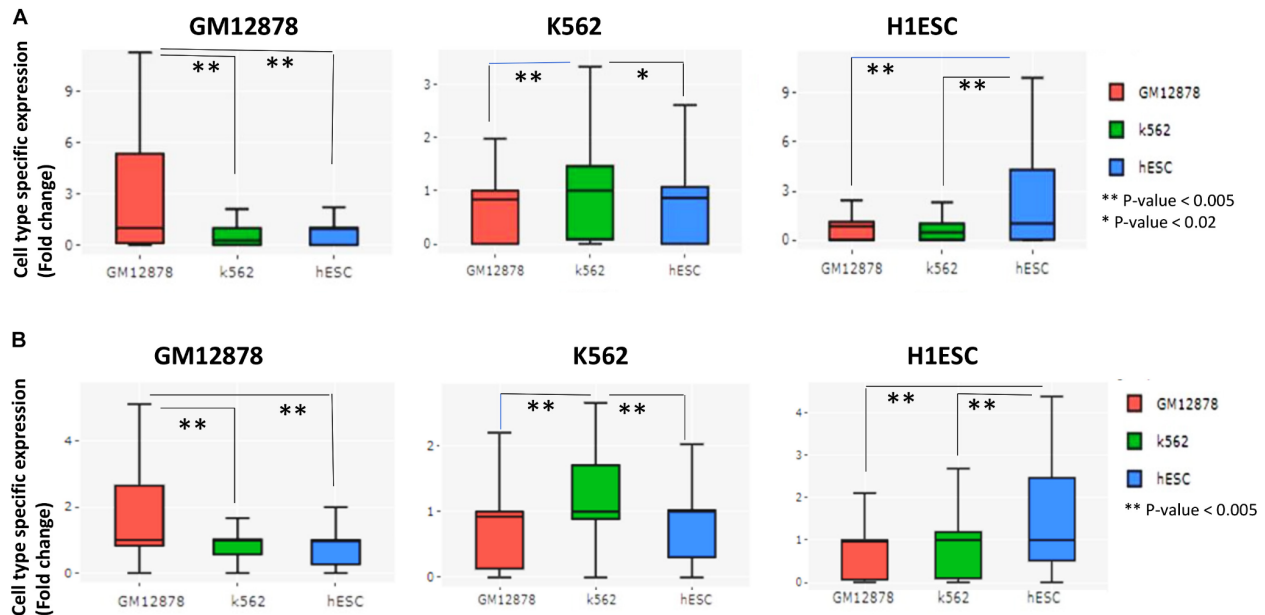 A
GM12878
K562
H1ESC
Cell type specific expression
(Fold change)
9
6
3
0
**
**
GM12878
k562
hESC
3
2
1
0
**
*
GM12878
k562
hESC
9
6
3
0
**
**
GM12878
k562
hESC
GM12878
k562
hESC
** P-value < 0.005
* P-value < 0.02
B
GM12878
K562
H1ESC
Cell type specific expression
(Fold change)
4
2
0
**
**
GM12878
k562
hESC
2
1
0
**
**
GM12878
k562
hESC
4
3
2
1
0
**
**
GM12878
k562
hESC
GM12878
k562
hESC
** P-value < 0.005